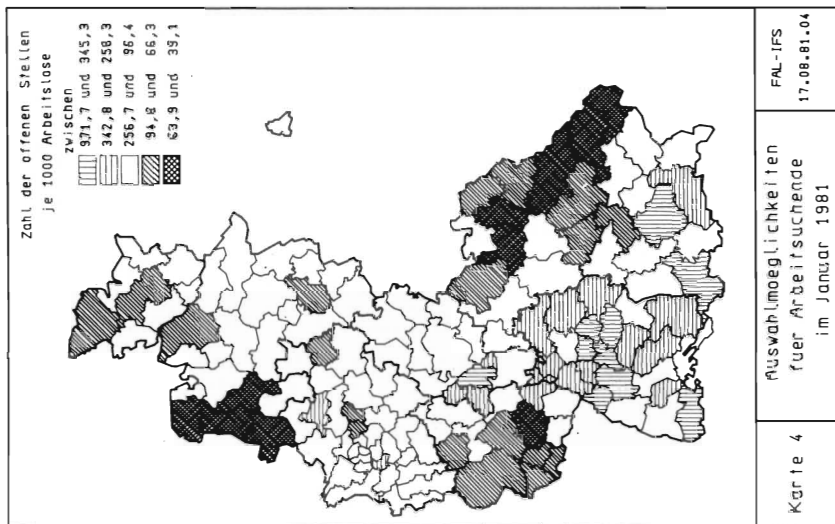 Zahl der offenen Stellen
je 1000 Arbeitslose
zwischen
971,7 und 345,3
342,8 und 258,3
256,7 und 96,4
94,8 und 66,3
63,9 und 39,1
Karte 4
Auswahlmoeglichkeiten
fuer Arbeitsuchende
im Januar 1981
FAL-IFS
17.08.81.04